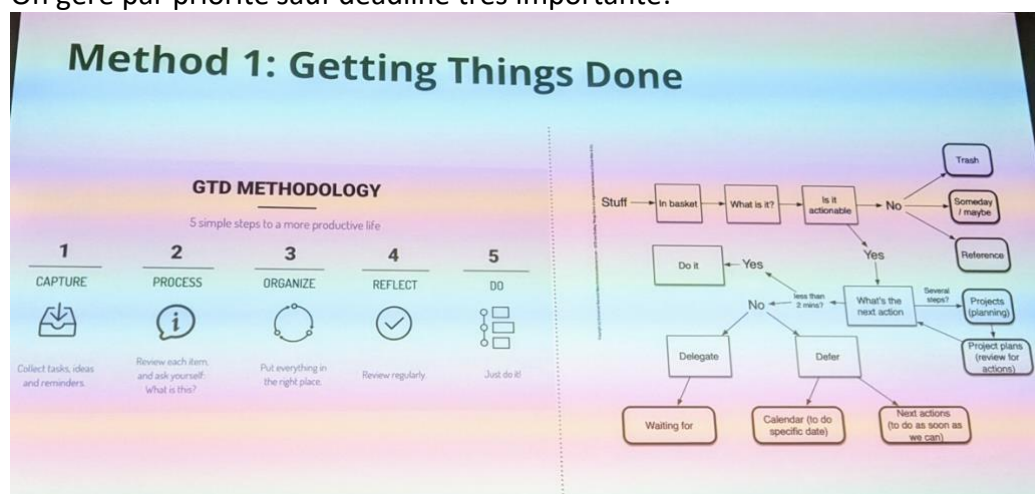 On gère par priorité sauf deadline très importante!
Method 1: Getting Things Done
GTD METHODOLOGY
5 simple steps to a more productive life
1
CAPTURE
Collect tasks, ideas
and reminders.
2
PROCESS
Review each item
and ask yourself:
What is this?
3
ORGANIZE
Put everything in
the right place.
4
REFLECT
Review regularly.
5
DO
Just do it!
Stuff
In basket
What is it?
Is it
actionable
No
Trash
Someday
/ maybe
Reference
Yes
What's the
next action
Several
steps?
Projects
(planning)
Project plans
(review for
actions)
less than
2 mins?
Yes
Do it
No
Delegate
Defer
Waiting for
Calendar (to do
specific date)
Next actions
(to do as soon as
we can)